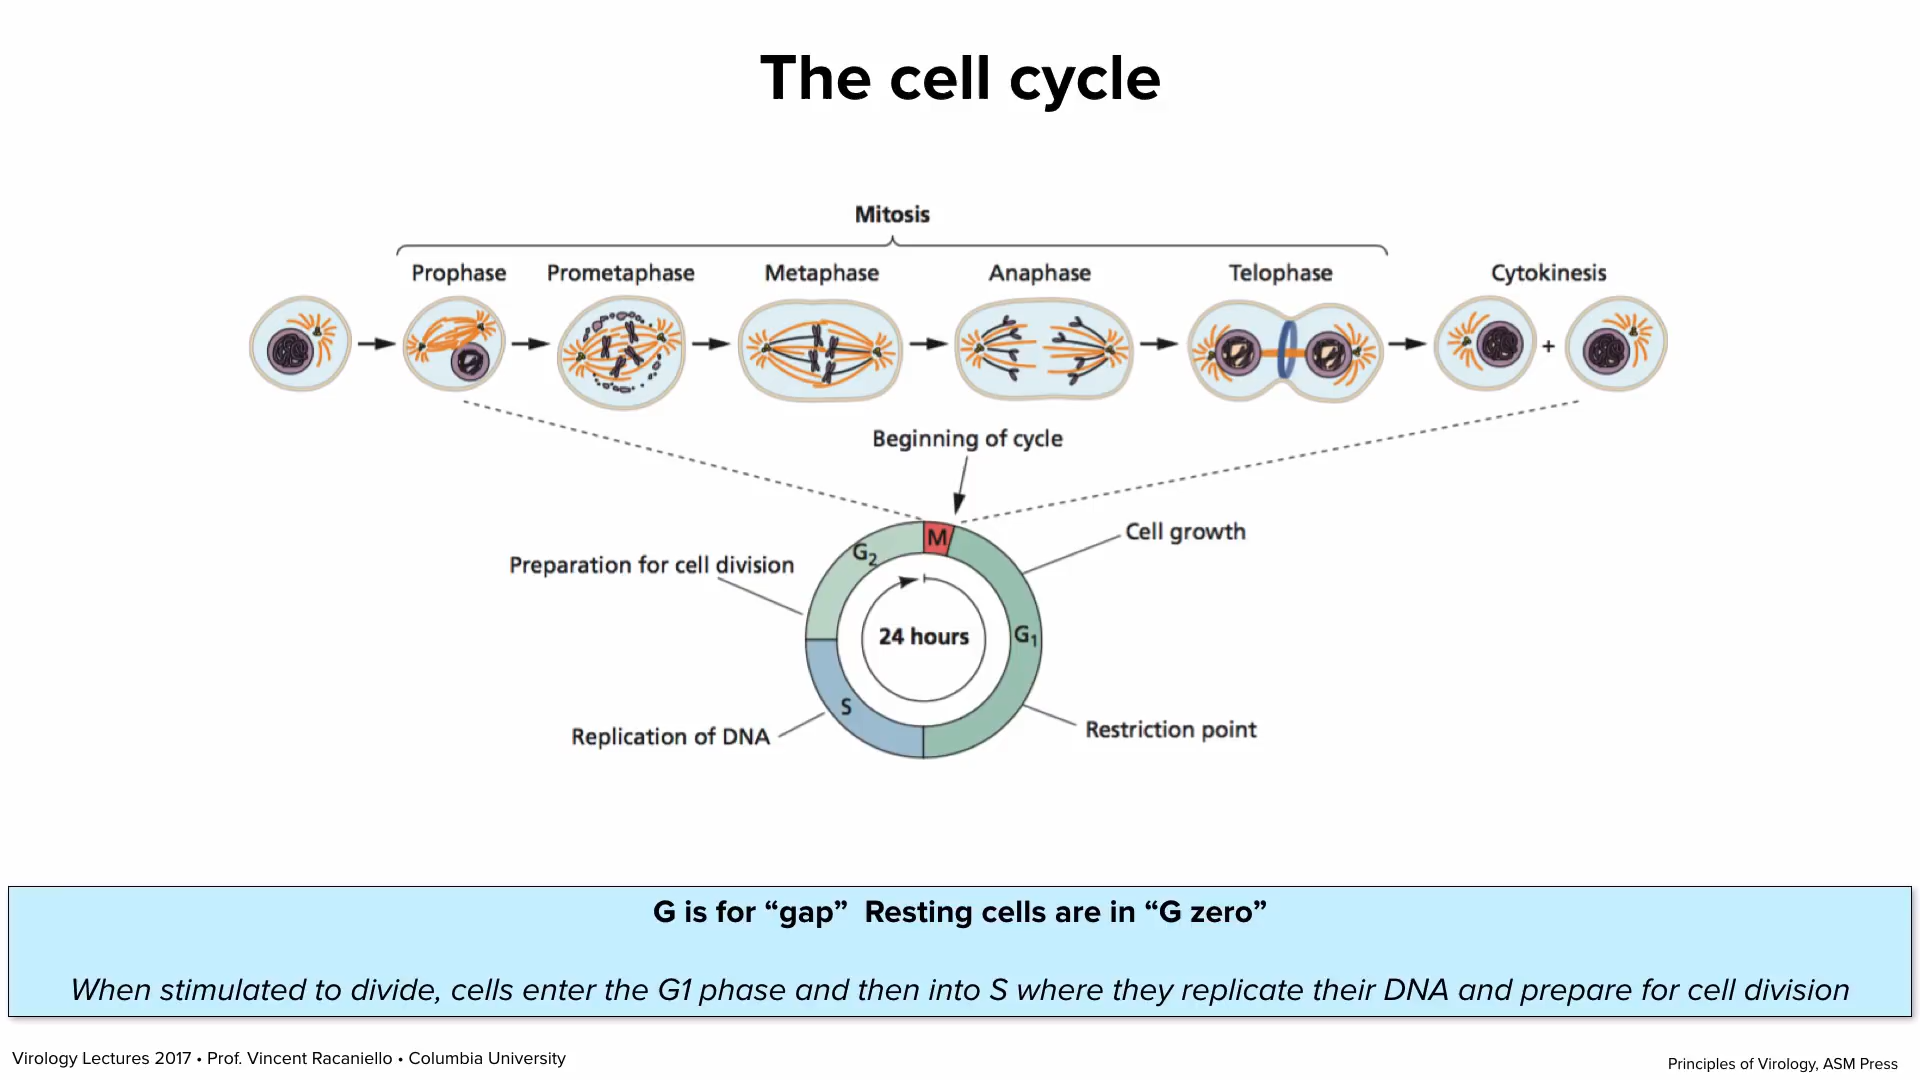 The cell cycle
Mitosis
Prophase
Prometaphase
Metaphase
Anaphase
Telophase
Cytokinesis
+
Beginning of cycle
Cell growth
Preparation for cell division
M
G2
24 hours
G1
S
Replication of DNA
Restriction point
G is for “gap”  Resting cells are in “G zero”
When stimulated to divide, cells enter the G1 phase and then into S where they replicate their DNA and prepare for cell division
Virology Lectures 2017 • Prof. Vincent Racaniello • Columbia University
Principles of Virology, ASM Press